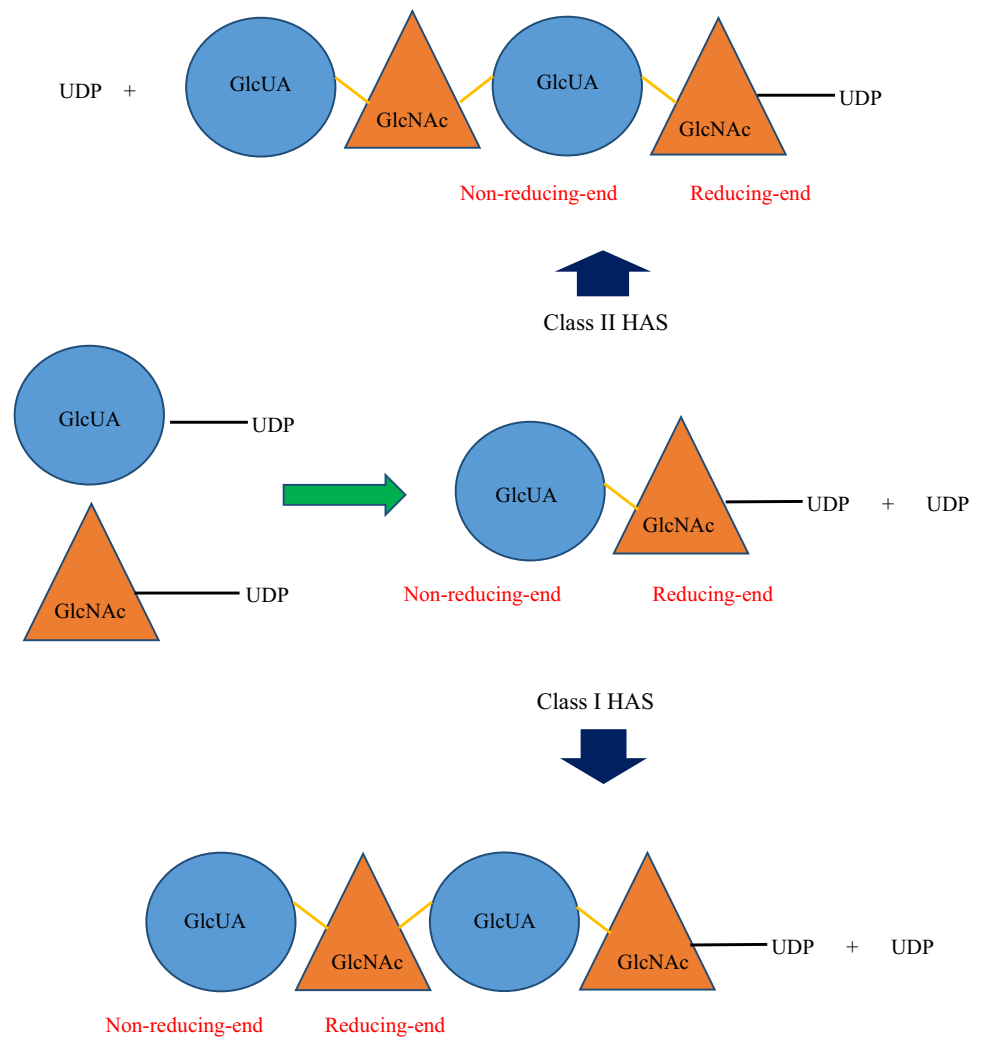 UDP + GlcUA GlcNAc GlcUA GlcNAc UDP
Non-reducing-end Reducing-end
Class II HAS
GlcUA UDP
GlcNAc UDP
GlcUA GlcNAc UDP + UDP
Non-reducing-end Reducing-end
Class I HAS
GlcUA GlcNAc GlcUA GlcNAc UDP + UDP
Non-reducing-end Reducing-end